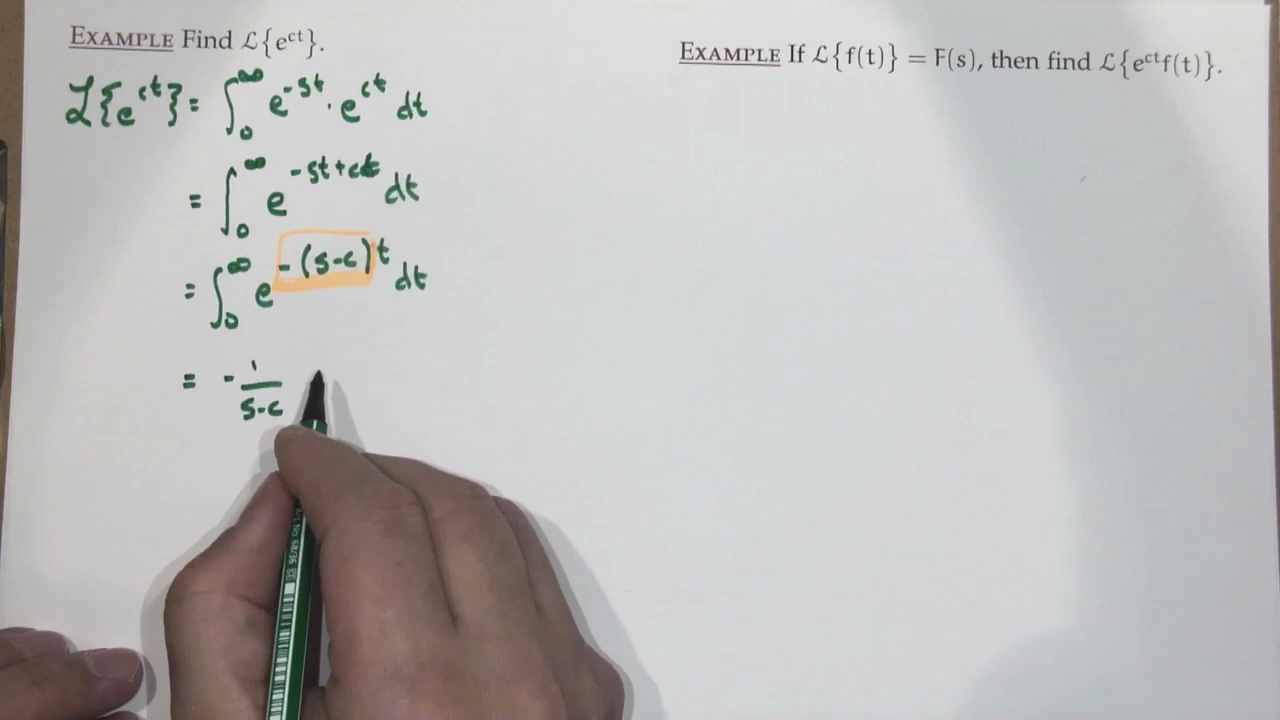 EXAMPLE Find ℒ{e^{ct}}.
ℒ{e^{ct}} = ∫_0^∞ e^{-st} · e^{ct} dt
= ∫_0^∞ e^{-st+ct} dt
= ∫_0^∞ e^{-(s-c)t} dt
= -1/(s-c)
EXAMPLE If ℒ{f(t)} = F(s), then find ℒ{e^{ct}f(t)}.